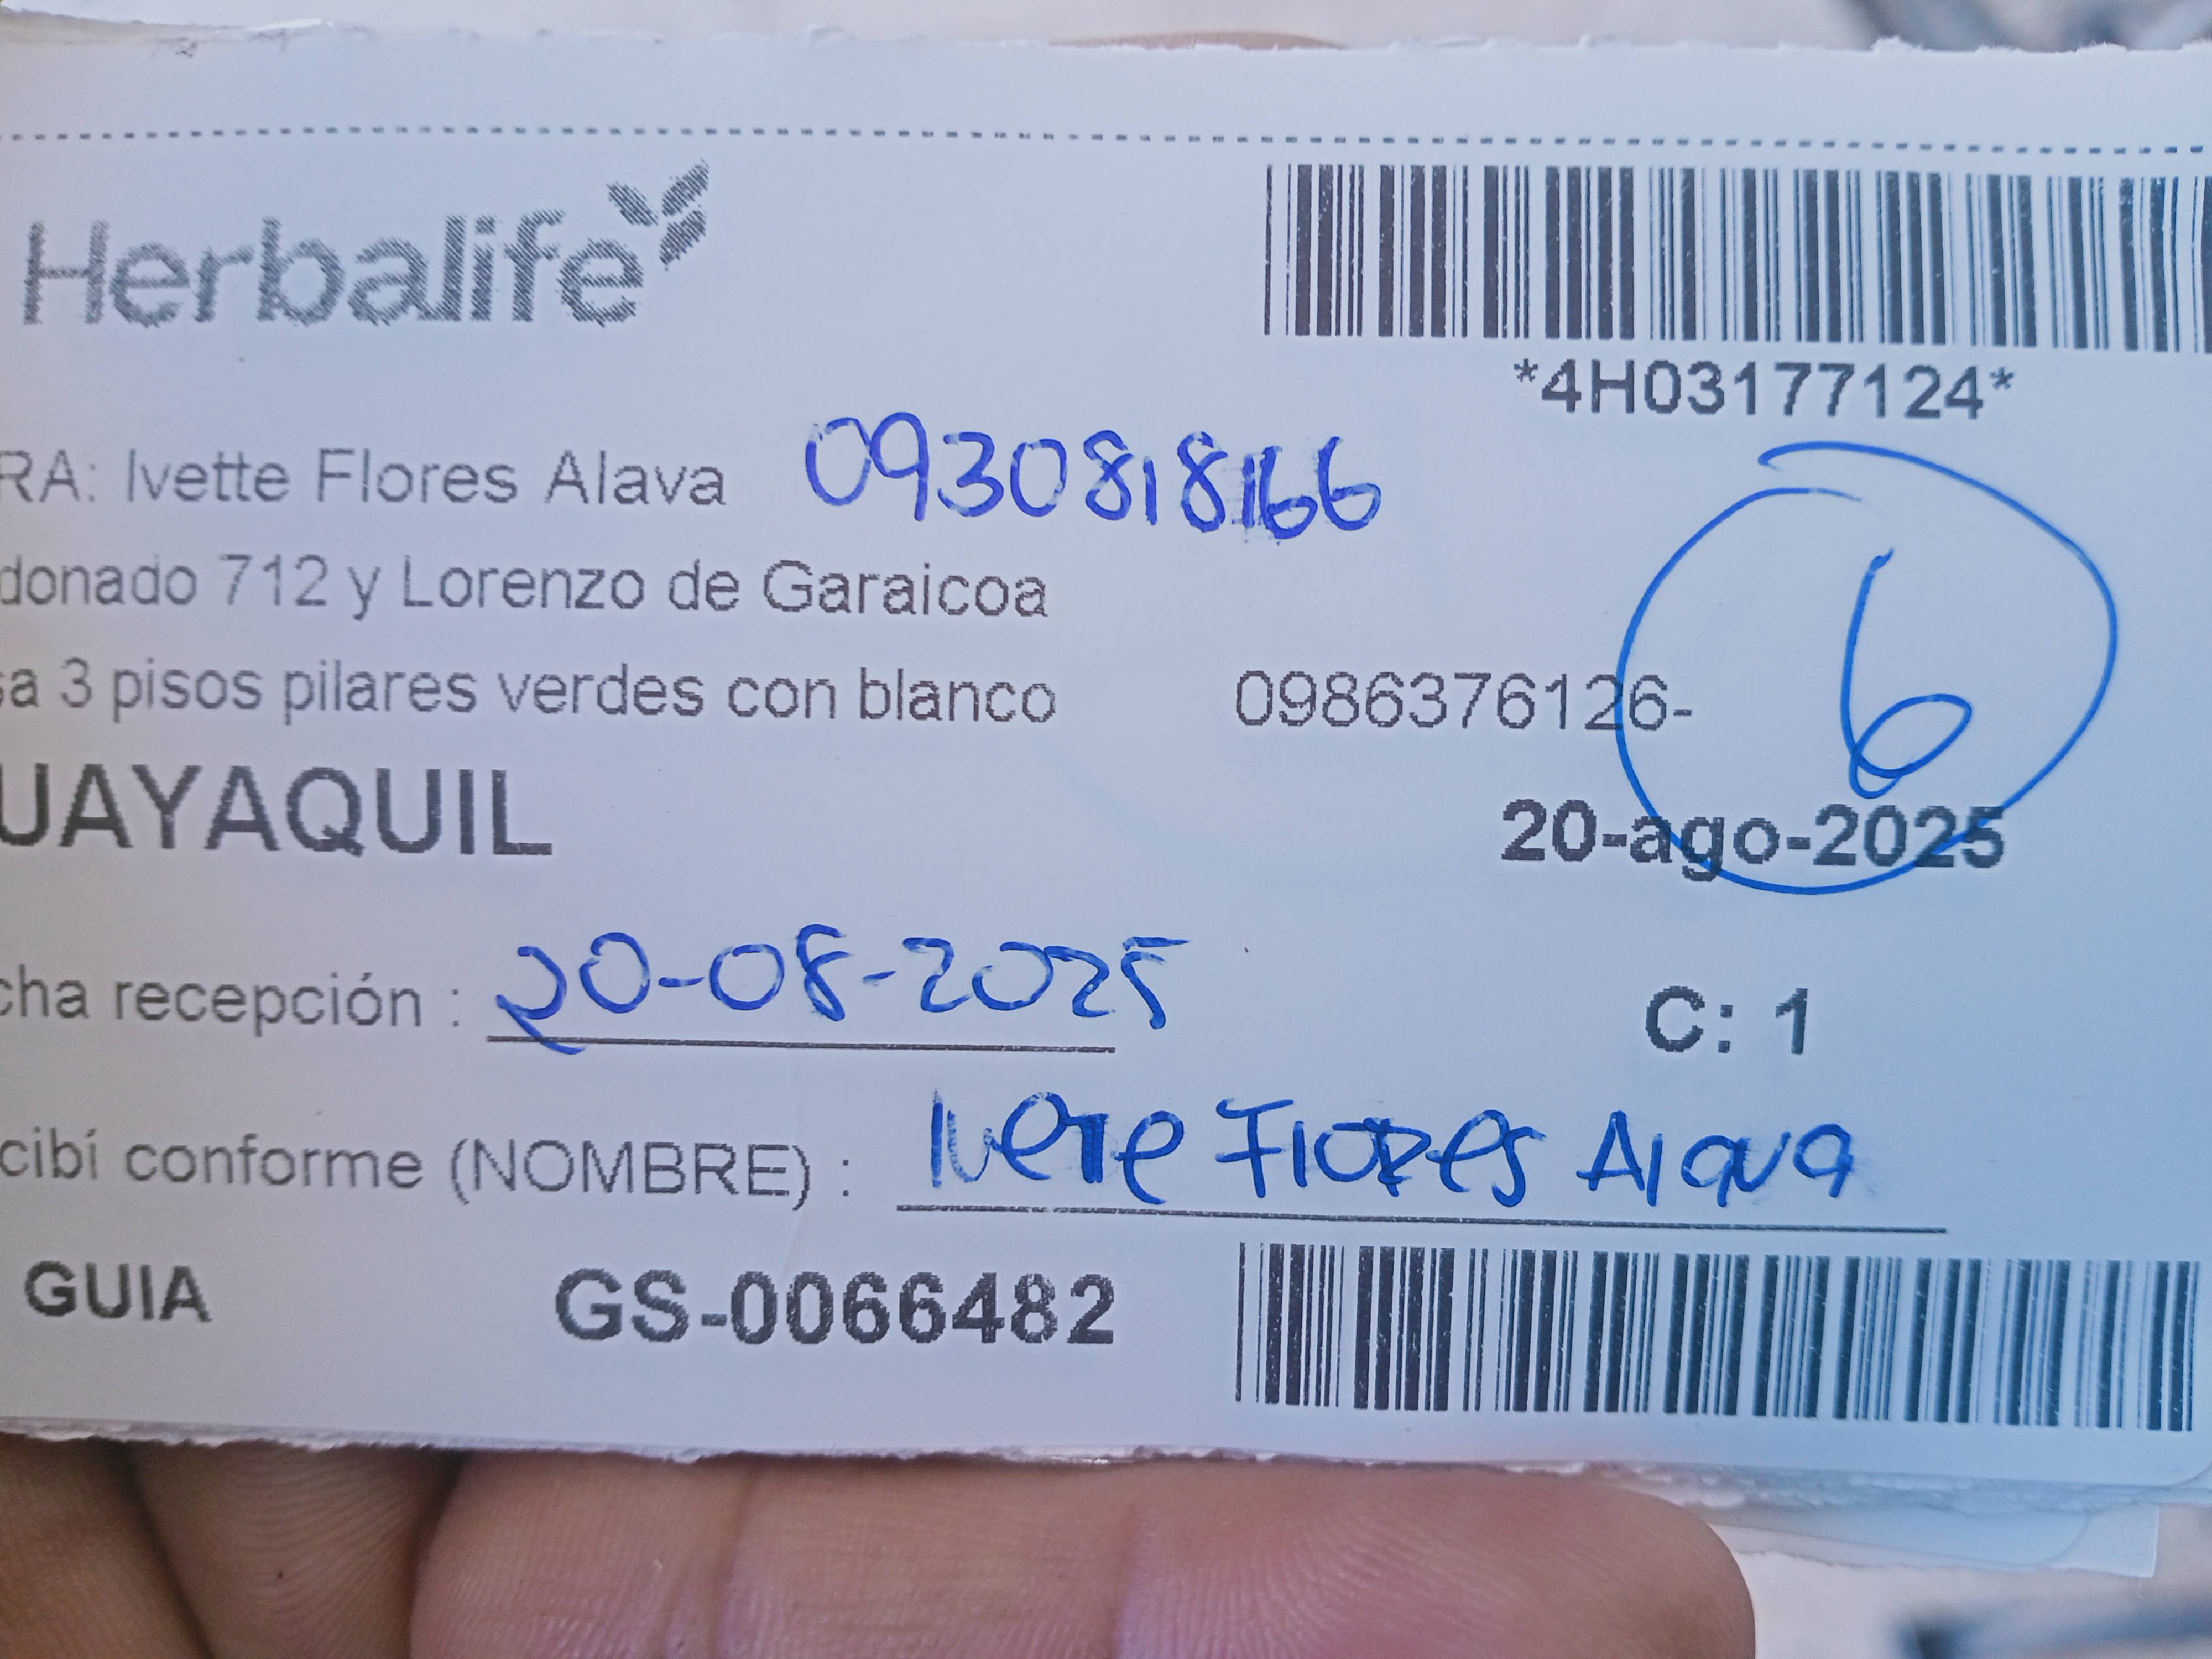 Herbalife
*4H03177124*
RA: Ivette Flores Alava 0930818166
donado 712 y Lorenzo de Garaicoa
sa 3 pisos pilares verdes con blanco 0986376126-
6
UAYAQUIL 20-ago-2025
cha recepción : 20-08-2025 C: 1
cibí conforme (NOMBRE) : Ivete Flores Alava
GUIA GS-0066482